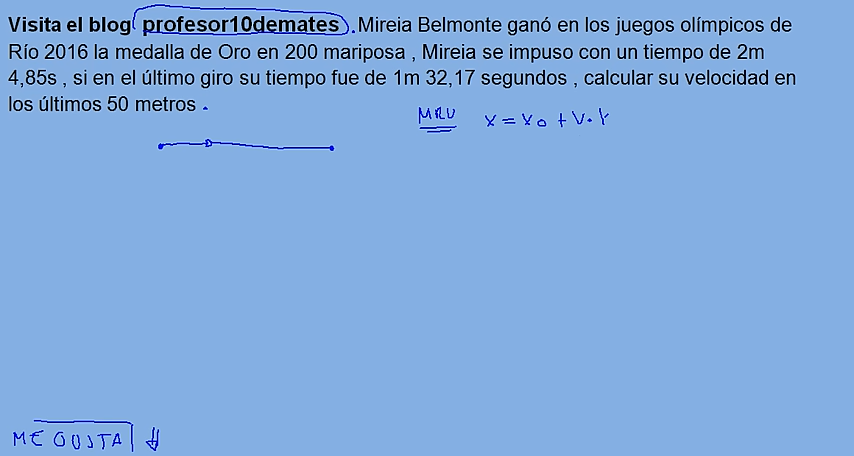 Visita el blog profesor10demates . Mireia Belmonte ganó en los juegos olímpicos de
Río 2016 la medalla de Oro en 200 mariposa , Mireia se impuso con un tiempo de 2m
4,85s , si en el último giro su tiempo fue de 1m 32,17 segundos , calcular su velocidad en
los últimos 50 metros .
MRU x = x0 + v·t
ME GUSTA